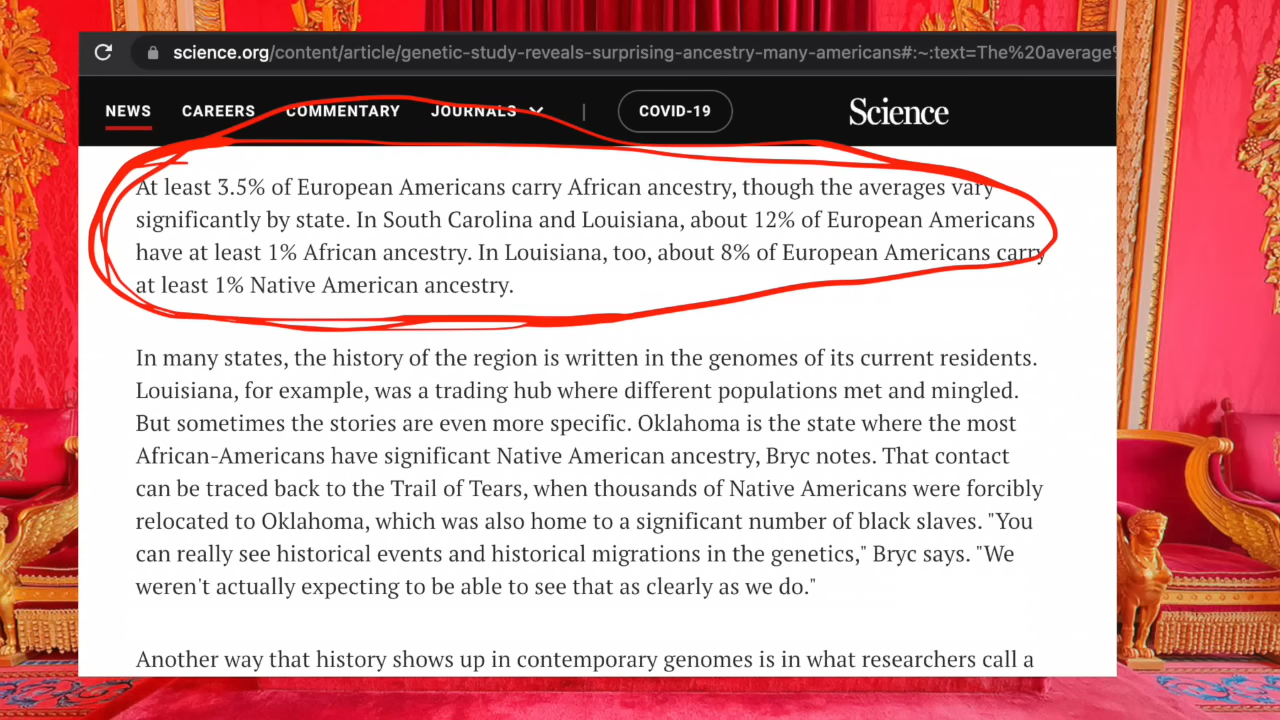 science.org/content/article/genetic-study-reveals-surprising-ancestry-many-americans#:~:text=The%20average%
NEWS CAREERS COMMENTARY JOURNALS | COVID-19 Science
At least 3.5% of European Americans carry African ancestry, though the averages vary
significantly by state. In South Carolina and Louisiana, about 12% of European Americans
have at least 1% African ancestry. In Louisiana, too, about 8% of European Americans carry
at least 1% Native American ancestry.
In many states, the history of the region is written in the genomes of its current residents.
Louisiana, for example, was a trading hub where different populations met and mingled.
But sometimes the stories are even more specific. Oklahoma is the state where the most
African-Americans have significant Native American ancestry, Bryc notes. That contact
can be traced back to the Trail of Tears, when thousands of Native Americans were forcibly
relocated to Oklahoma, which was also home to a significant number of black slaves. "You
can really see historical events and historical migrations in the genetics," Bryc says. "We
weren't actually expecting to be able to see that as clearly as we do."
Another way that history shows up in contemporary genomes is in what researchers call a